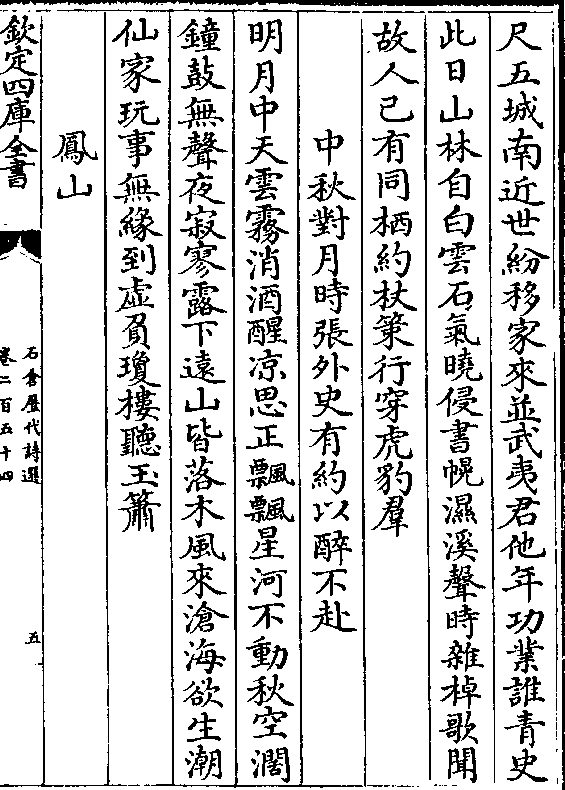 尺五城南近世紛移家來並武夷君他年功業誰青史
此日山林自白雲石氣曉侵書幌濕溪聲時雜棹歌聞
故人已有同栖約杖策行穿虎豹羣
中秋對月時張外史有約以醉不赴
明月中天雲霧消酒醒凉思正飄飄星河不動秋空濶
鐘鼓無聲夜寂寥露下遠山皆落木風來滄海欲生潮
仙家玩事無緣到虛負瓊樓聽玉簫
鳳山
欽定四庫全書
石倉歷代詩選
卷二百五十四
五